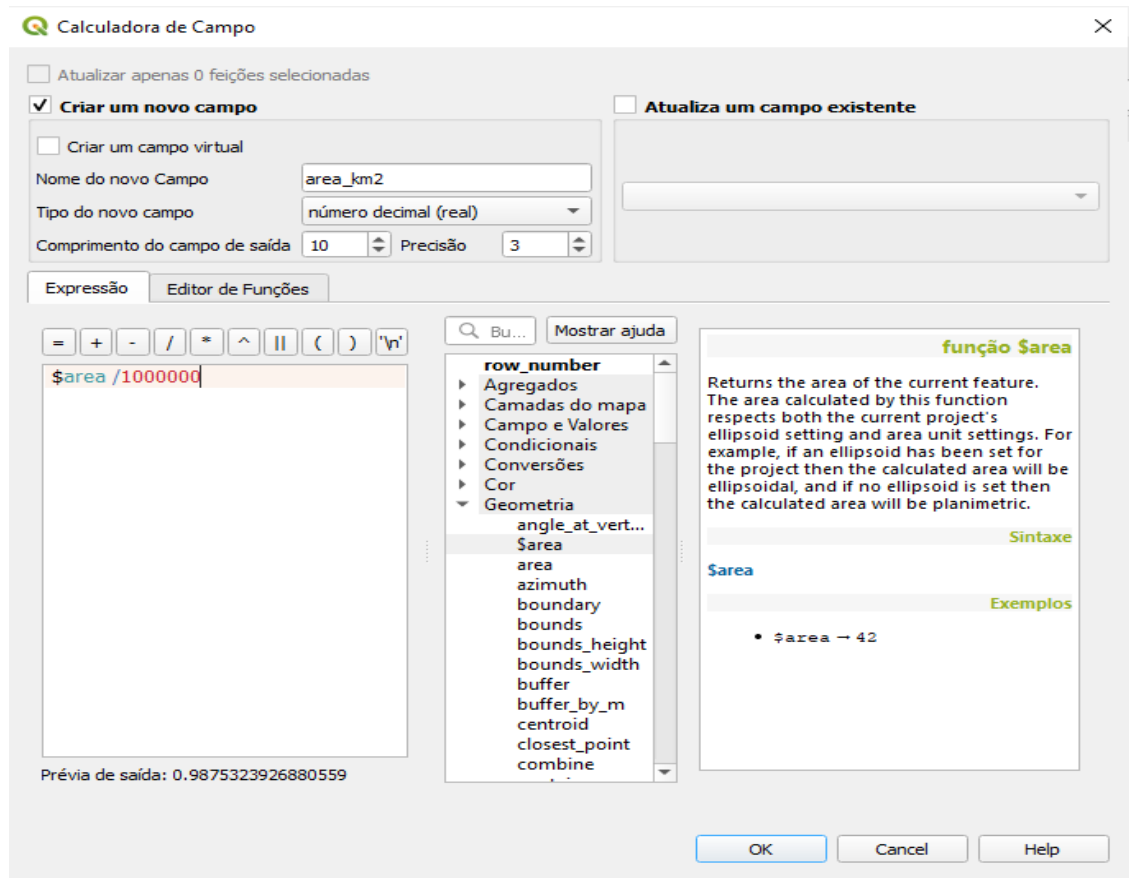 Calculadora de Campo
Atualizar apenas 0 feições selecionadas
Criar um novo campo
Atualiza um campo existente
Criar um campo virtual
Nome do novo Campo area_km2
Tipo do novo campo número decimal (real)
Comprimento do campo de saída 10 Precisão 3
Expressão Editor de Funções
= + - / * ^ || ( ) '\n'
$area /1000000
Prévia de saída: 0.9875323926880559
Bu... Mostrar ajuda
row_number
Agregados
Camadas do mapa
Campo e Valores
Condicionais
Conversões
Cor
Geometria
angle_at_vert...
$area
area
azimuth
boundary
bounds
bounds_height
bounds_width
buffer
buffer_by_m
centroid
closest_point
combine
função $area
Returns the area of the current feature.
The area calculated by this function
respects both the current project's
ellipsoid setting and area unit settings. For
example, if an ellipsoid has been set for
the project then the calculated area will be
ellipsoidal, and if no ellipsoid is set then
the calculated area will be planimetric.
Sintaxe
$area
Exemplos
• $area → 42
OK Cancel Help